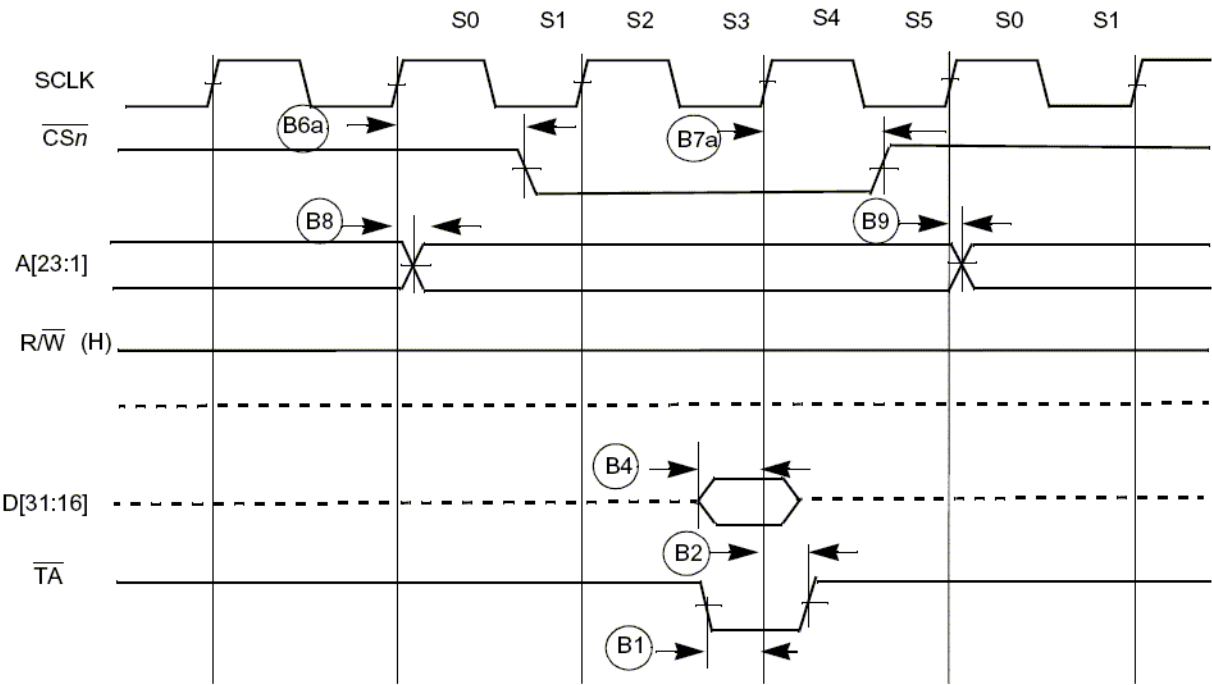 S0 S1 S2 S3 S4 S5 S0 S1
SCLK
B6a
B7a
CSn
B8
B9
A[23:1]
R/W (H)
B4
D[31:16]
B2
TA
B1